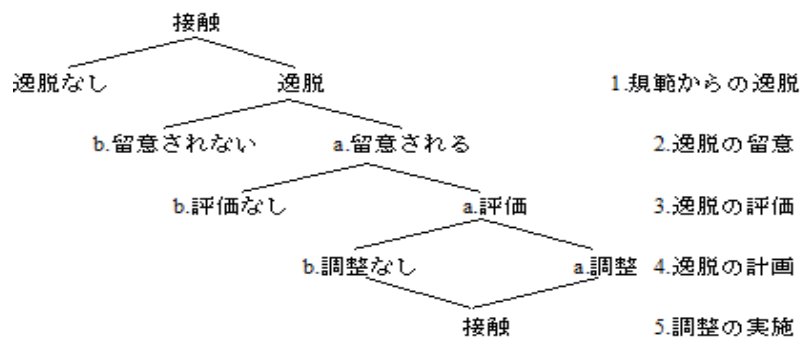 接触
逸脱なし 逸脱 1.規範からの逸脱
b.留意されない a.留意される 2.逸脱の留意
b.評価なし a.評価 3.逸脱の評価
b.調整なし a.調整 4.逸脱の計画
接触 5.調整の実施